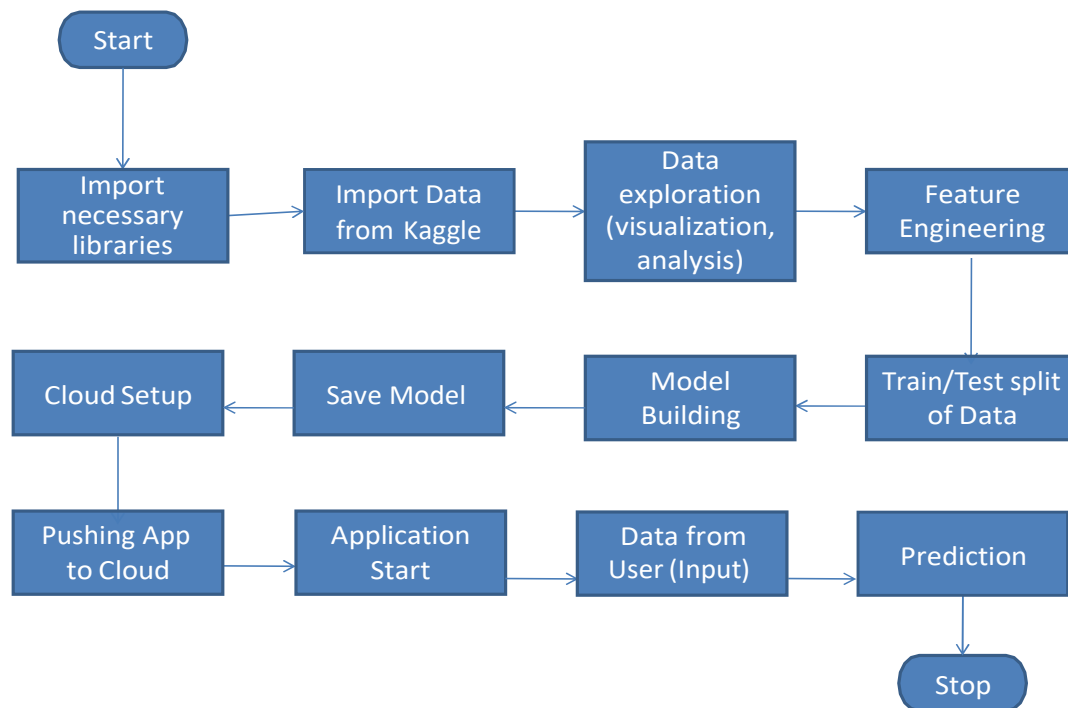 Start
Import
necessary
libraries
Import Data
from Kaggle
Data
exploration
(visualization,
analysis)
Feature
Engineering
Cloud Setup
Save Model
Model
Building
Train/Test split
of Data
Pushing App
to Cloud
Application
Start
Data from
User (Input)
Prediction
Stop